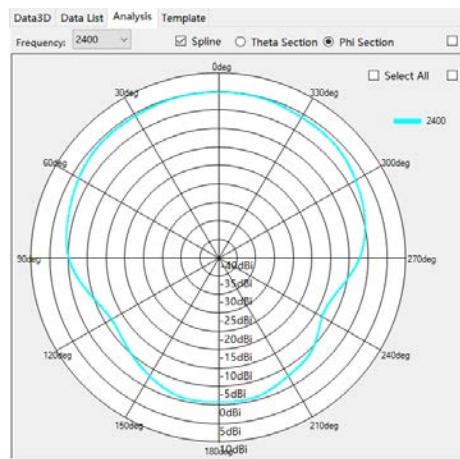 Data3D Data List Analysis Template
Frequency: 2400 Spline Theta Section Phi Section
Select All
0deg
30deg 330deg
2400
60deg 300deg
90deg 270deg
-40dBi
-35dBi
-30dBi
-25dBi
-20dBi
120deg 240deg
-15dBi
-10dBi
-5dBi
0dBi
150deg 210deg
5dBi
180deg 10dBi